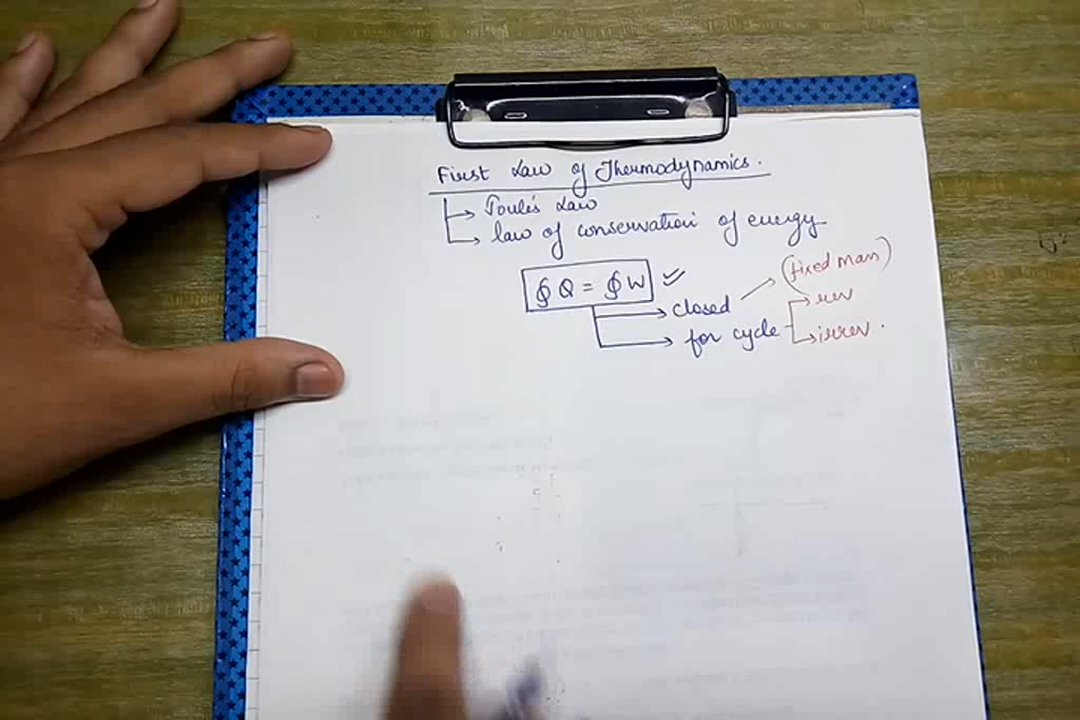 First Law of Thermodynamics.
→ Joule's Law
→ law of conservation of energy
∮ Q = ∮ W
→ closed → (fixed mass)
→ for cycle → rev
→ irrev.